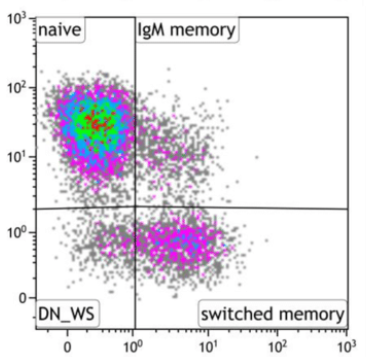 10³
naive
IgM memory
10²
10¹
10⁰
0
DN_WS
switched memory
0 10⁰ 10¹ 10² 10³